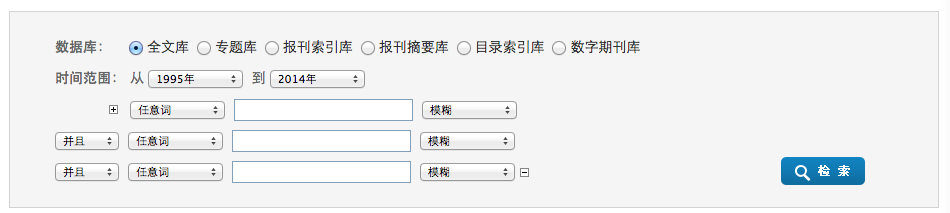 数据库： 全文库 专题库 报刊索引库 报刊摘要库 目录索引库 数字期刊库
时间范围： 从 1995年 到 2014年
任意词 模糊
并且 任意词 模糊
并且 任意词 模糊 检 索